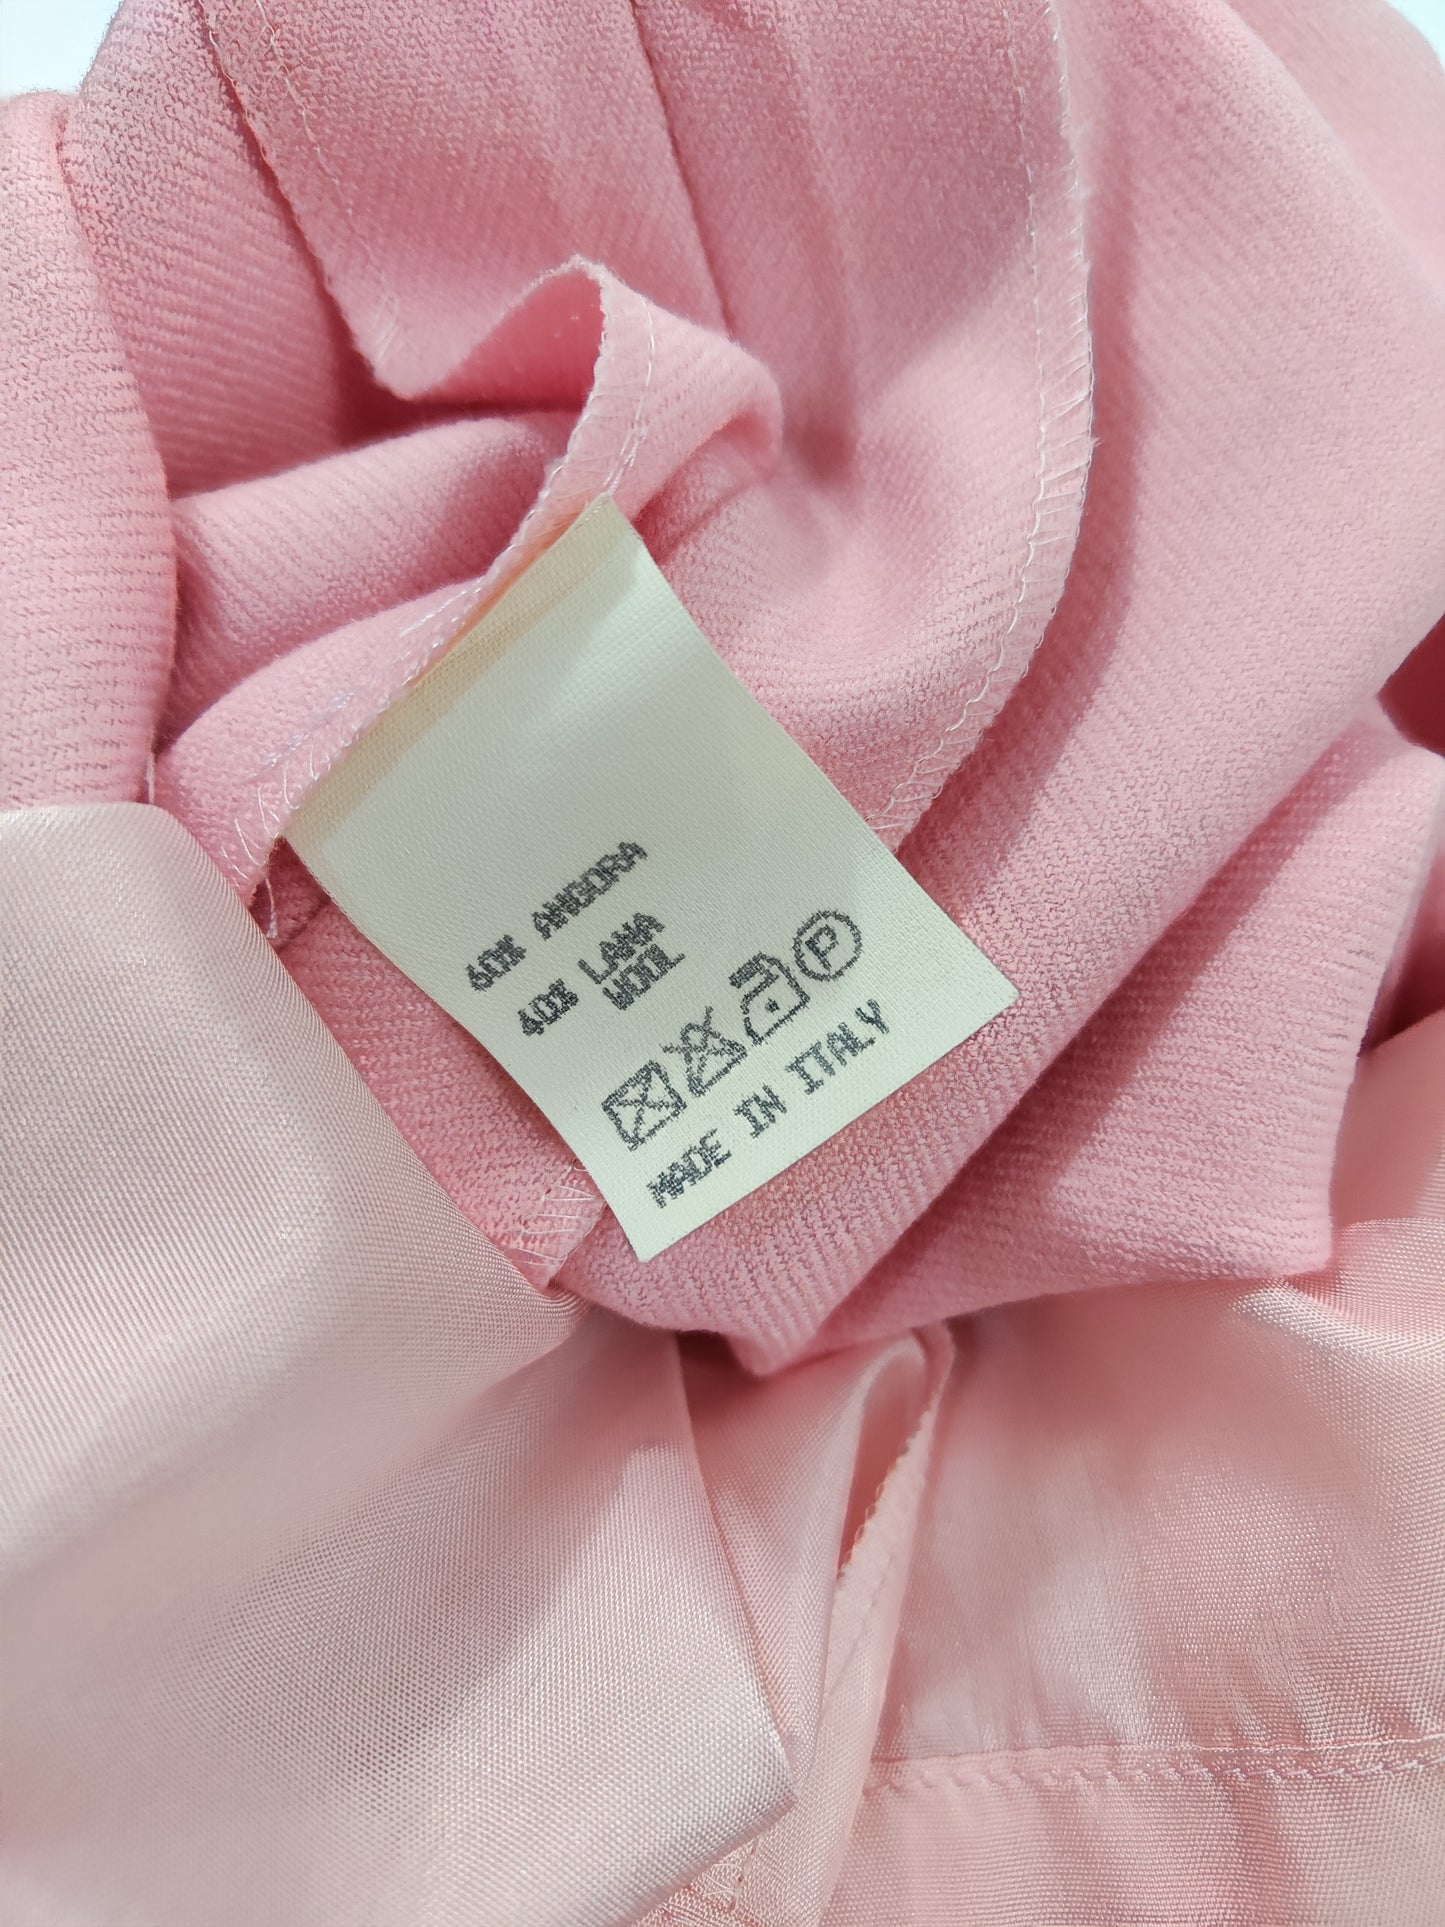 60% ANGORA
40% LANA
WOOL
P
MADE IN ITALY